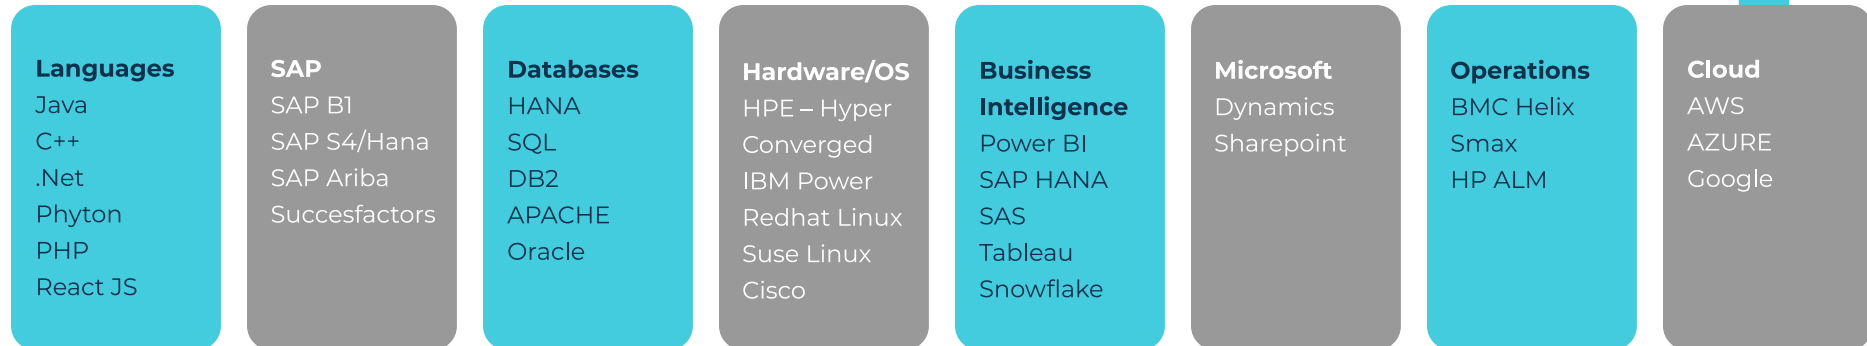 Languages
Java
C++
.Net
Phyton
PHP
React JS
SAP
SAP B1
SAP S4/Hana
SAP Ariba
Succesfactors
Databases
HANA
SQL
DB2
APACHE
Oracle
Hardware/OS
HPE – Hyper
Converged
IBM Power
Redhat Linux
Suse Linux
Cisco
Business
Intelligence
Power BI
SAP HANA
SAS
Tableau
Snowflake
Microsoft
Dynamics
Sharepoint
Operations
BMC Helix
Smax
HP ALM
Cloud
AWS
AZURE
Google